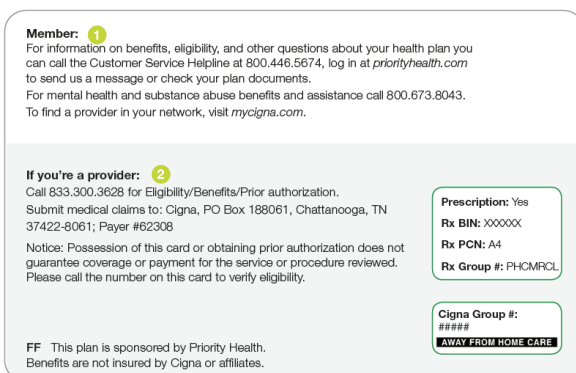 Member: 1
For information on benefits, eligibility, and other questions about your health plan you
can call the Customer Service Helpline at 800.446.5674, log in at priorityhealth.com
to send us a message or check your plan documents.
For mental health and substance abuse benefits and assistance call 800.673.8043.
To find a provider in your network, visit mycigna.com.
If you're a provider: 2
Call 833.300.3628 for Eligibility/Benefits/Prior authorization.
Submit medical claims to: Cigna, PO Box 188061, Chattanooga, TN
37422-8061; Payer #62308
Notice: Possession of this card or obtaining prior authorization does not
guarantee coverage or payment for the service or procedure reviewed.
Please call the number on this card to verify eligibility.
FF This plan is sponsored by Priority Health.
Benefits are not insured by Cigna or affiliates.
Prescription: Yes
Rx BIN: XXXXXX
Rx PCN: A4
Rx Group #: PHCMRCL
Cigna Group #:
#####
AWAY FROM HOME CARE